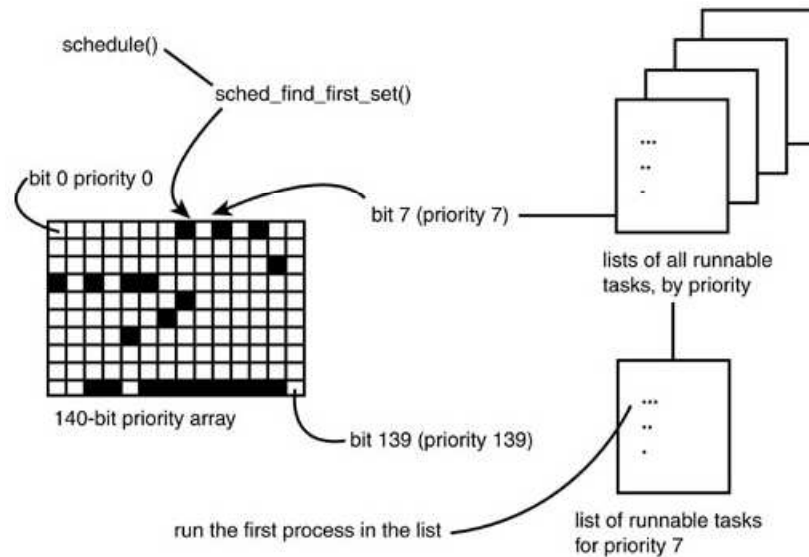 schedule()
sched_find_first_set()
bit 0 priority 0
bit 7 (priority 7)
lists of all runnable
tasks, by priority
140-bit priority array
bit 139 (priority 139)
run the first process in the list
list of runnable tasks
for priority 7